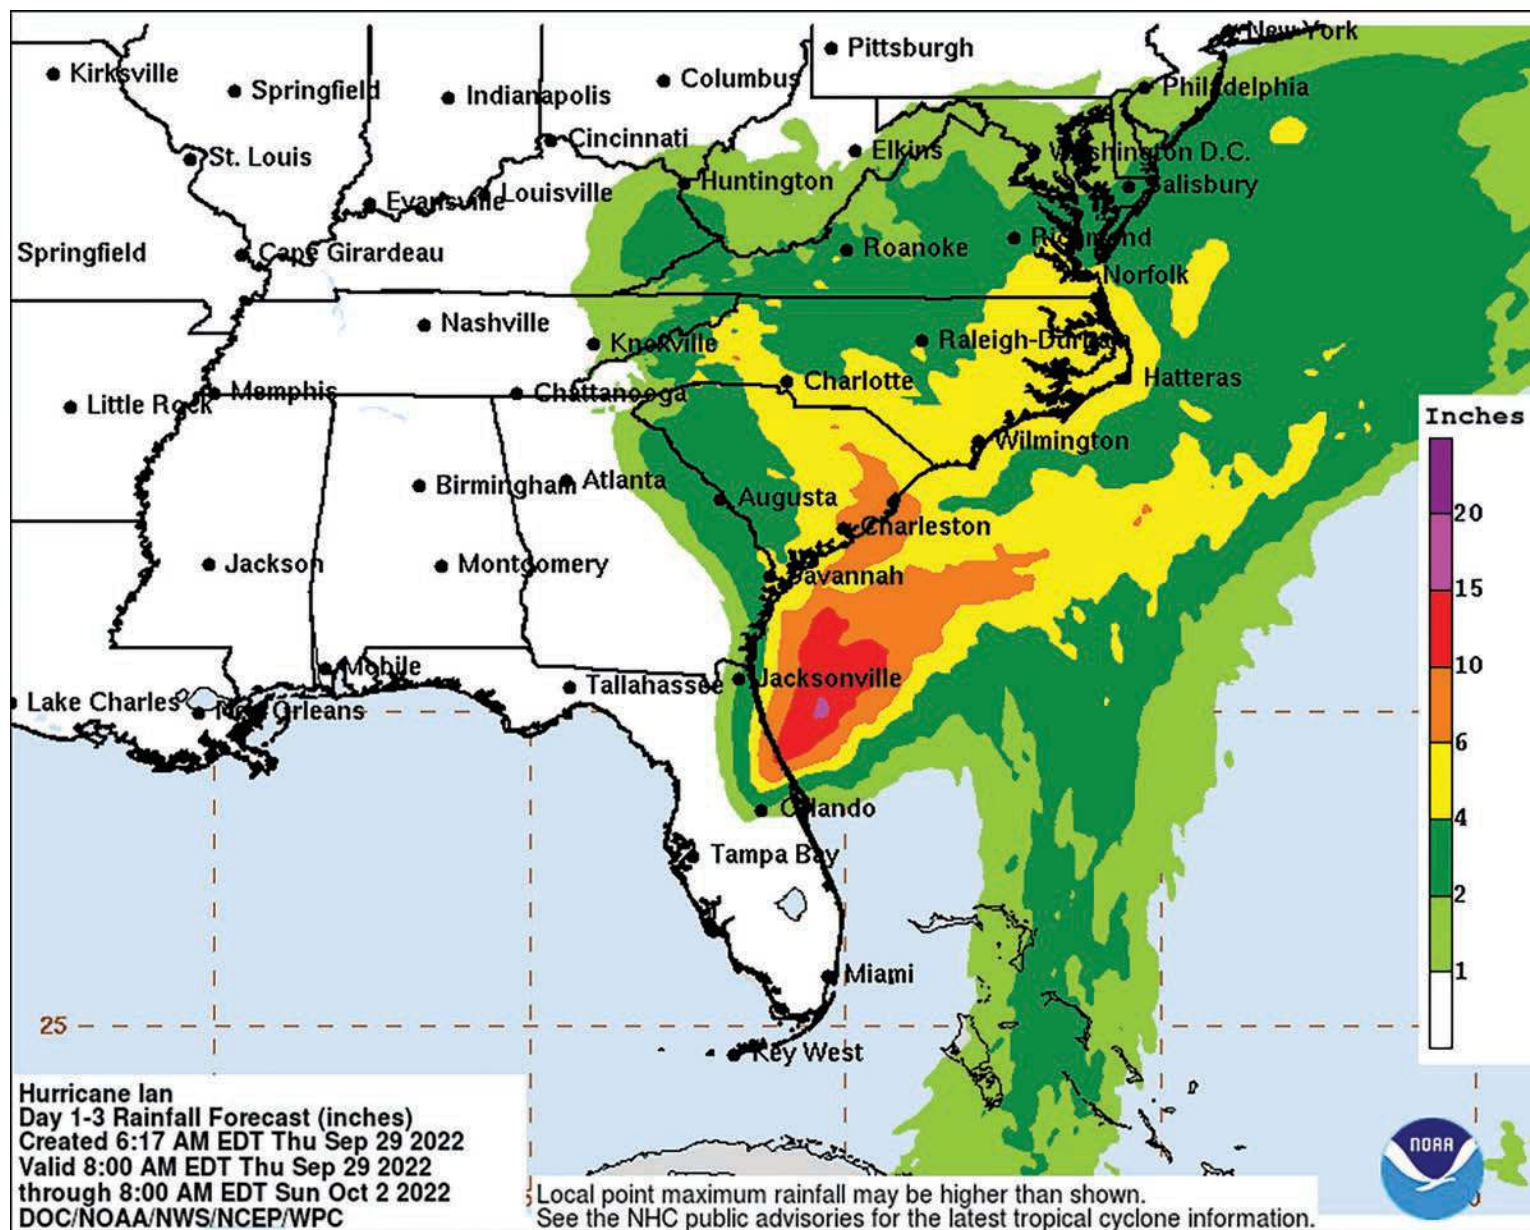 New York
Pittsburgh
Kirksville
Columbus
Springfield
Philadelphia
Indianapolis
Cincinnati
Elkins
Washington D.C.
St. Louis
Huntington
Salisbury
Louisville
Evansville
Richmond
Roanoke
Springfield
Cape Girardeau
Norfolk
Nashville
Knoxville
Raleigh-Durham
Hatteras
Charlotte
Memphis
Chattanooga
Little Rock
Wilmington
Atlanta
Birmingham
Augusta
Charleston
Jackson
Montgomery
Savannah
Mobile
Jacksonville
Tallahassee
Lake Charles
New Orleans
Orlando
Tampa Bay
Miami
25
Key West
Inches
20
15
10
6
4
2
1
Hurricane Ian
Day 1-3 Rainfall Forecast (inches)
Created 6:17 AM EDT Thu Sep 29 2022
Valid 8:00 AM EDT Thu Sep 29 2022
through 8:00 AM EDT Sun Oct 2 2022
DOC/NOAA/NWS/NCEP/WPC
Local point maximum rainfall may be higher than shown.
See the NHC public advisories for the latest tropical cyclone information.
NOAA